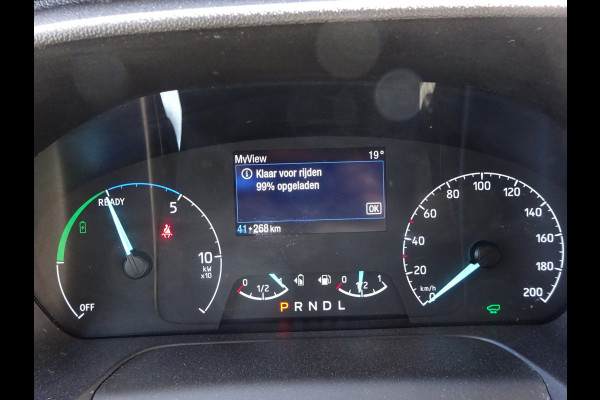 MyView 19°
Klaar voor rijden
99% opgeladen
OK
41+268 km
READY
5
10
kW
x10
OFF
0 1/2 1
0 1/2 1
P R N D L
0
20
40
60
80
100
120
140
160
180
200
km/h